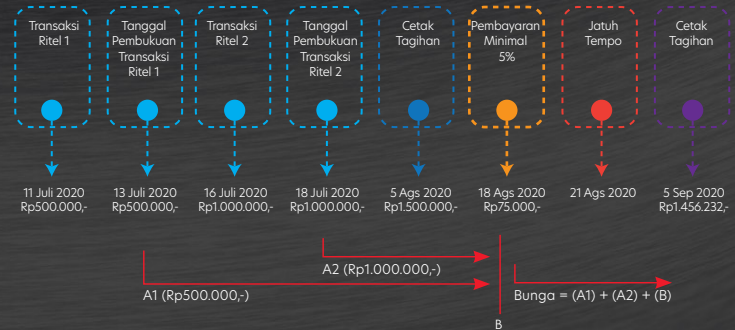 Transaksi
Ritel 1
Tanggal
Pembukuan
Transaksi
Ritel 1
Transaksi
Ritel 2
Tanggal
Pembukuan
Transaksi
Ritel 2
Cetak
Tagihan
Pembayaran
Minimal
5%
Jatuh
Tempo
Cetak
Tagihan
11 Juli 2020
Rp500.000,-
13 Juli 2020
Rp500.000,-
16 Juli 2020
Rp1.000.000,-
18 Juli 2020
Rp1.000.000,-
5 Ags 2020
Rp1.500.000,-
18 Ags 2020
Rp75.000,-
21 Ags 2020
5 Sep 2020
Rp1.456.232,-
A2 (Rp1.000.000,-)
A1 (Rp500.000,-)
Bunga = (A1) + (A2) + (B)
B